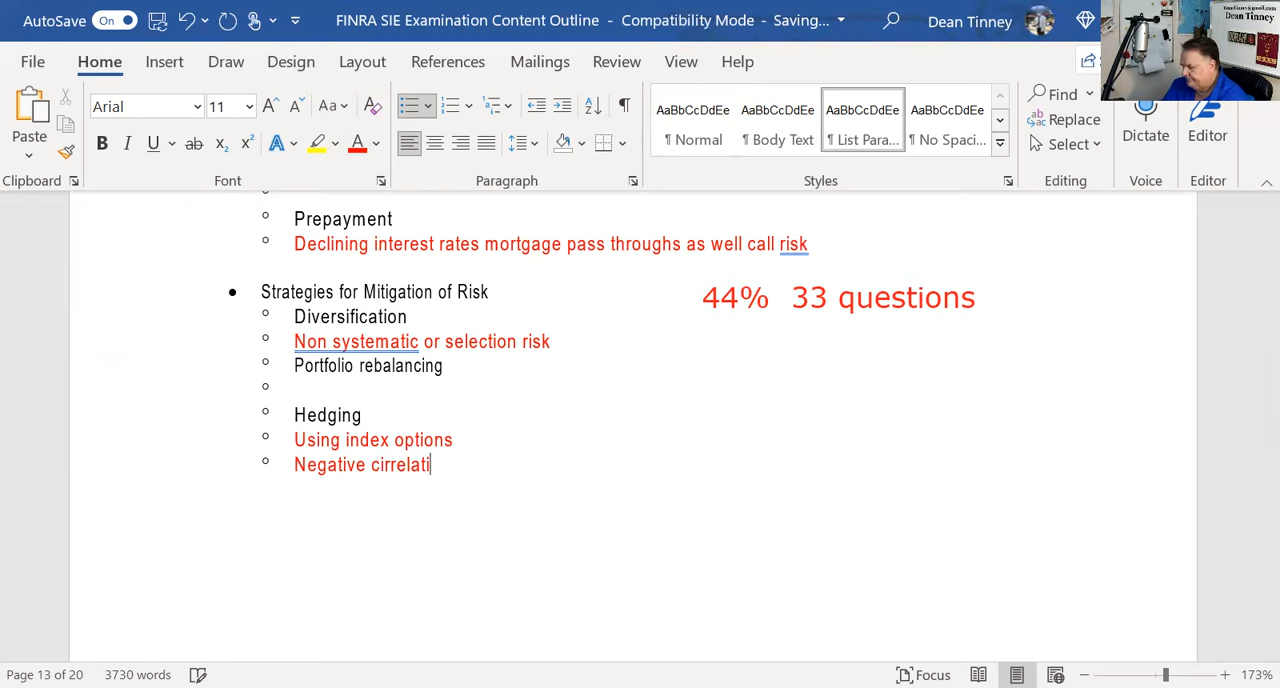 AutoSave On FINRA SIE Examination Content Outline - Compatibility Mode - Saving... Dean Tinney
Dean Tinney
File Home Insert Draw Design Layout References Mailings Review View Help
Arial 11 Aa
AaBbCcDdEe AaBbCcDdEe AaBbCcDdEe AaBbCcDdEe
¶ Normal ¶ Body Text ¶ List Para... ¶ No Spaci...
Find
Replace
Select
Paste
Dictate
Editor
Clipboard Font Paragraph Styles Editing Voice Editor
Prepayment
Declining interest rates mortgage pass throughs as well call risk
Strategies for Mitigation of Risk
44% 33 questions
Diversification
Non systematic or selection risk
Portfolio rebalancing
Hedging
Using index options
Negative cirrelati
Page 13 of 20 3730 words Focus 173%